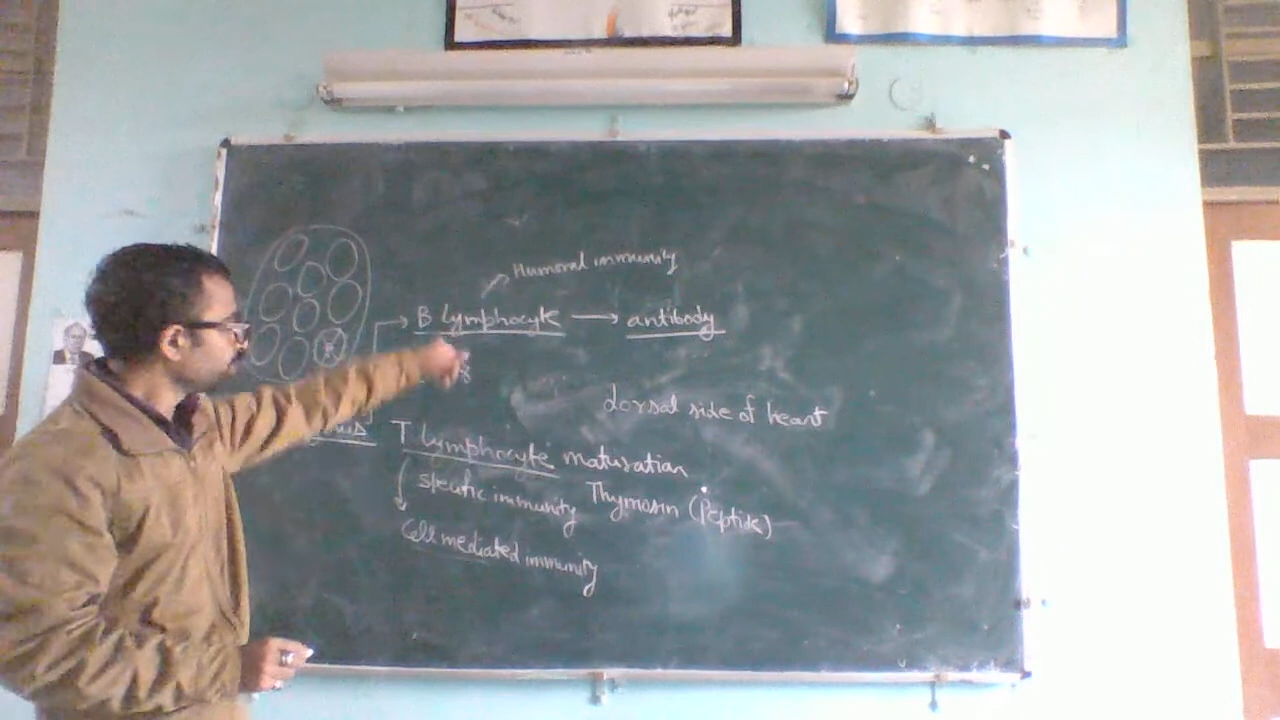 Humoral immunity
B lymphocyte → antibody
dorsal side of heart
T lymphocyte maturation
specific immunity Thymosin (Peptide)
Cell mediated immunity